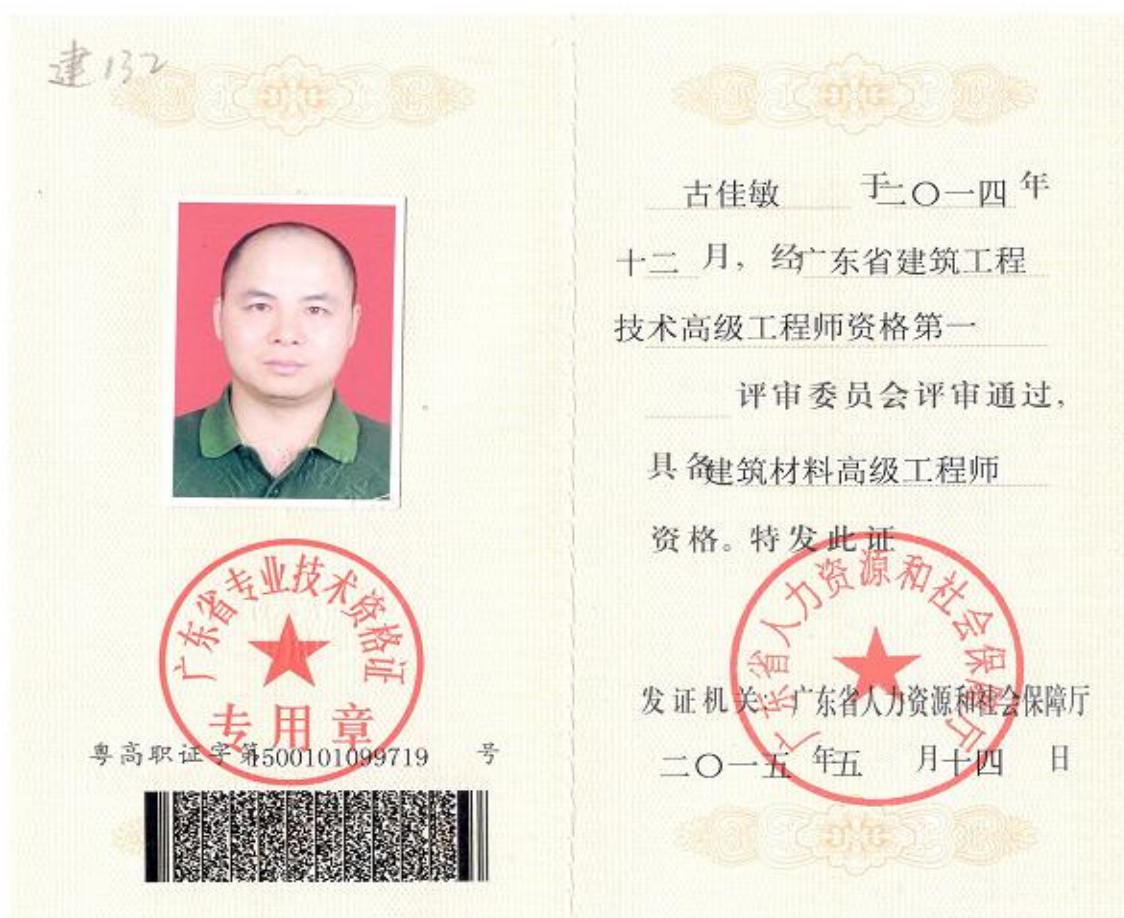 建132
广东省专业技术资格证
专用章
粤高职证字第1500101099719号
古佳敏 于二〇一四年
十二月，经广东省建筑工程
技术高级工程师资格第一
评审委员会评审通过，
具备建筑材料高级工程师
资格。特发此证
广东省人力资源和社会保障厅
发证机关：广东省人力资源和社会保障厅
二〇一五年五月十四日